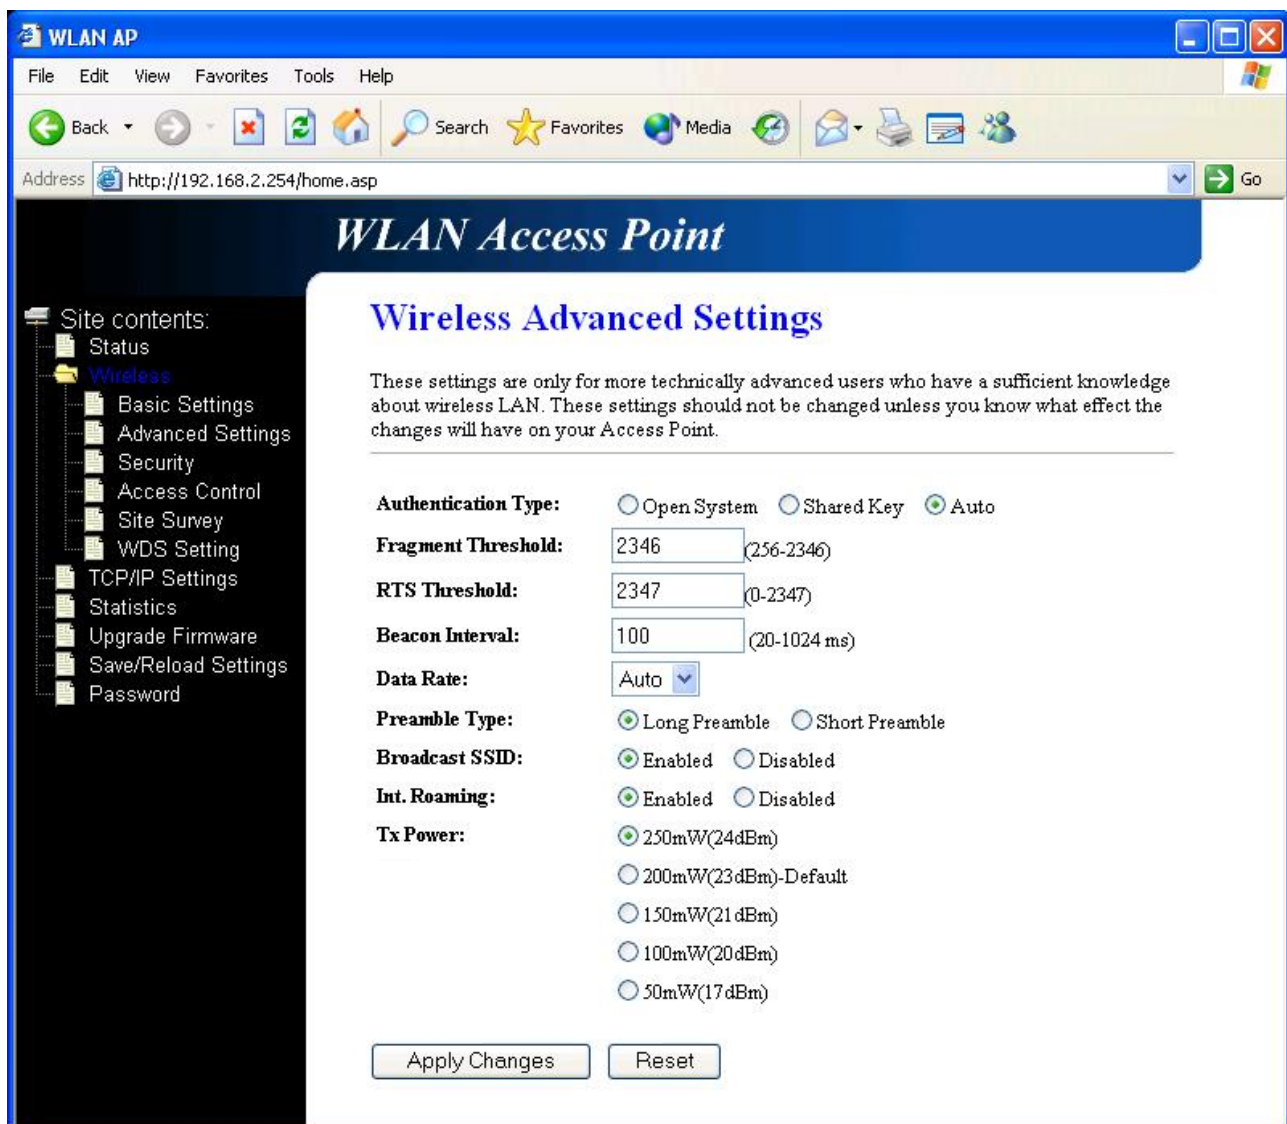 WLAN AP
File Edit View Favorites Tools Help
Back Search Favorites Media
Address http://192.168.2.254/home.asp Go
WLAN Access Point
Site contents:
Status
Wireless
Basic Settings
Advanced Settings
Security
Access Control
Site Survey
WDS Setting
TCP/IP Settings
Statistics
Upgrade Firmware
Save/Reload Settings
Password
Wireless Advanced Settings
These settings are only for more technically advanced users who have a sufficient knowledge
about wireless LAN. These settings should not be changed unless you know what effect the
changes will have on your Access Point.
Authentication Type: Open System Shared Key Auto
Fragment Threshold: 2346 (256-2346)
RTS Threshold: 2347 (0-2347)
Beacon Interval: 100 (20-1024 ms)
Data Rate: Auto
Preamble Type: Long Preamble Short Preamble
Broadcast SSID: Enabled Disabled
Int. Roaming: Enabled Disabled
Tx Power: 250mW(24dBm)
200mW(23dBm)-Default
150mW(21dBm)
100mW(20dBm)
50mW(17dBm)
Apply Changes Reset